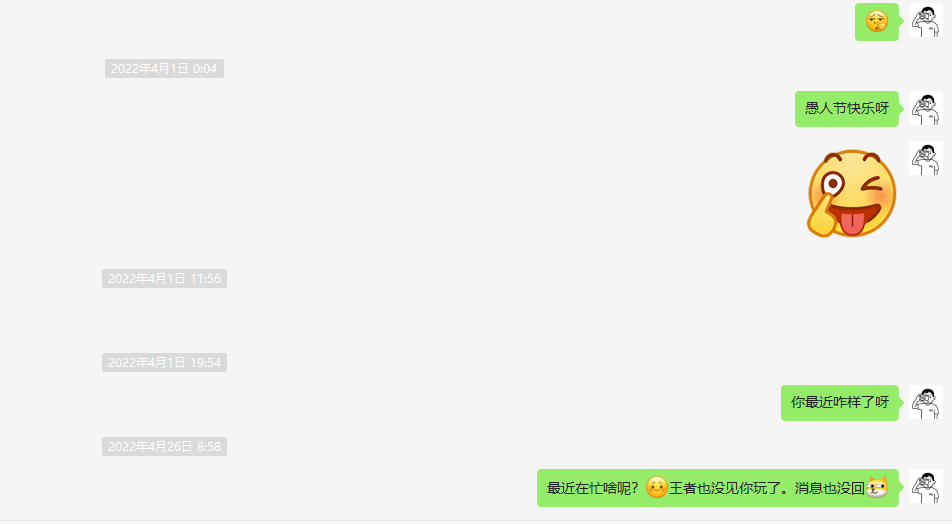 2022年4月1日 0:04
愚人节快乐呀
2022年4月1日 11:56
2022年4月1日 19:54
你最近咋样了呀
2022年4月26日 8:58
最近在忙啥呢？王者也没见你玩了。消息也没回